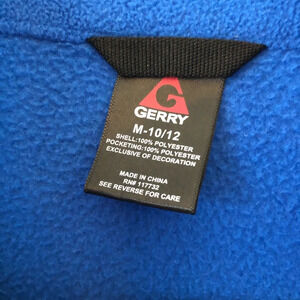 GERRY
M-10/12
SHELL:100% POLYESTER
POCKETING:100% POLYESTER
EXCLUSIVE OF DECORATION
MADE IN CHINA
RN# 117732
SEE REVERSE FOR CARE